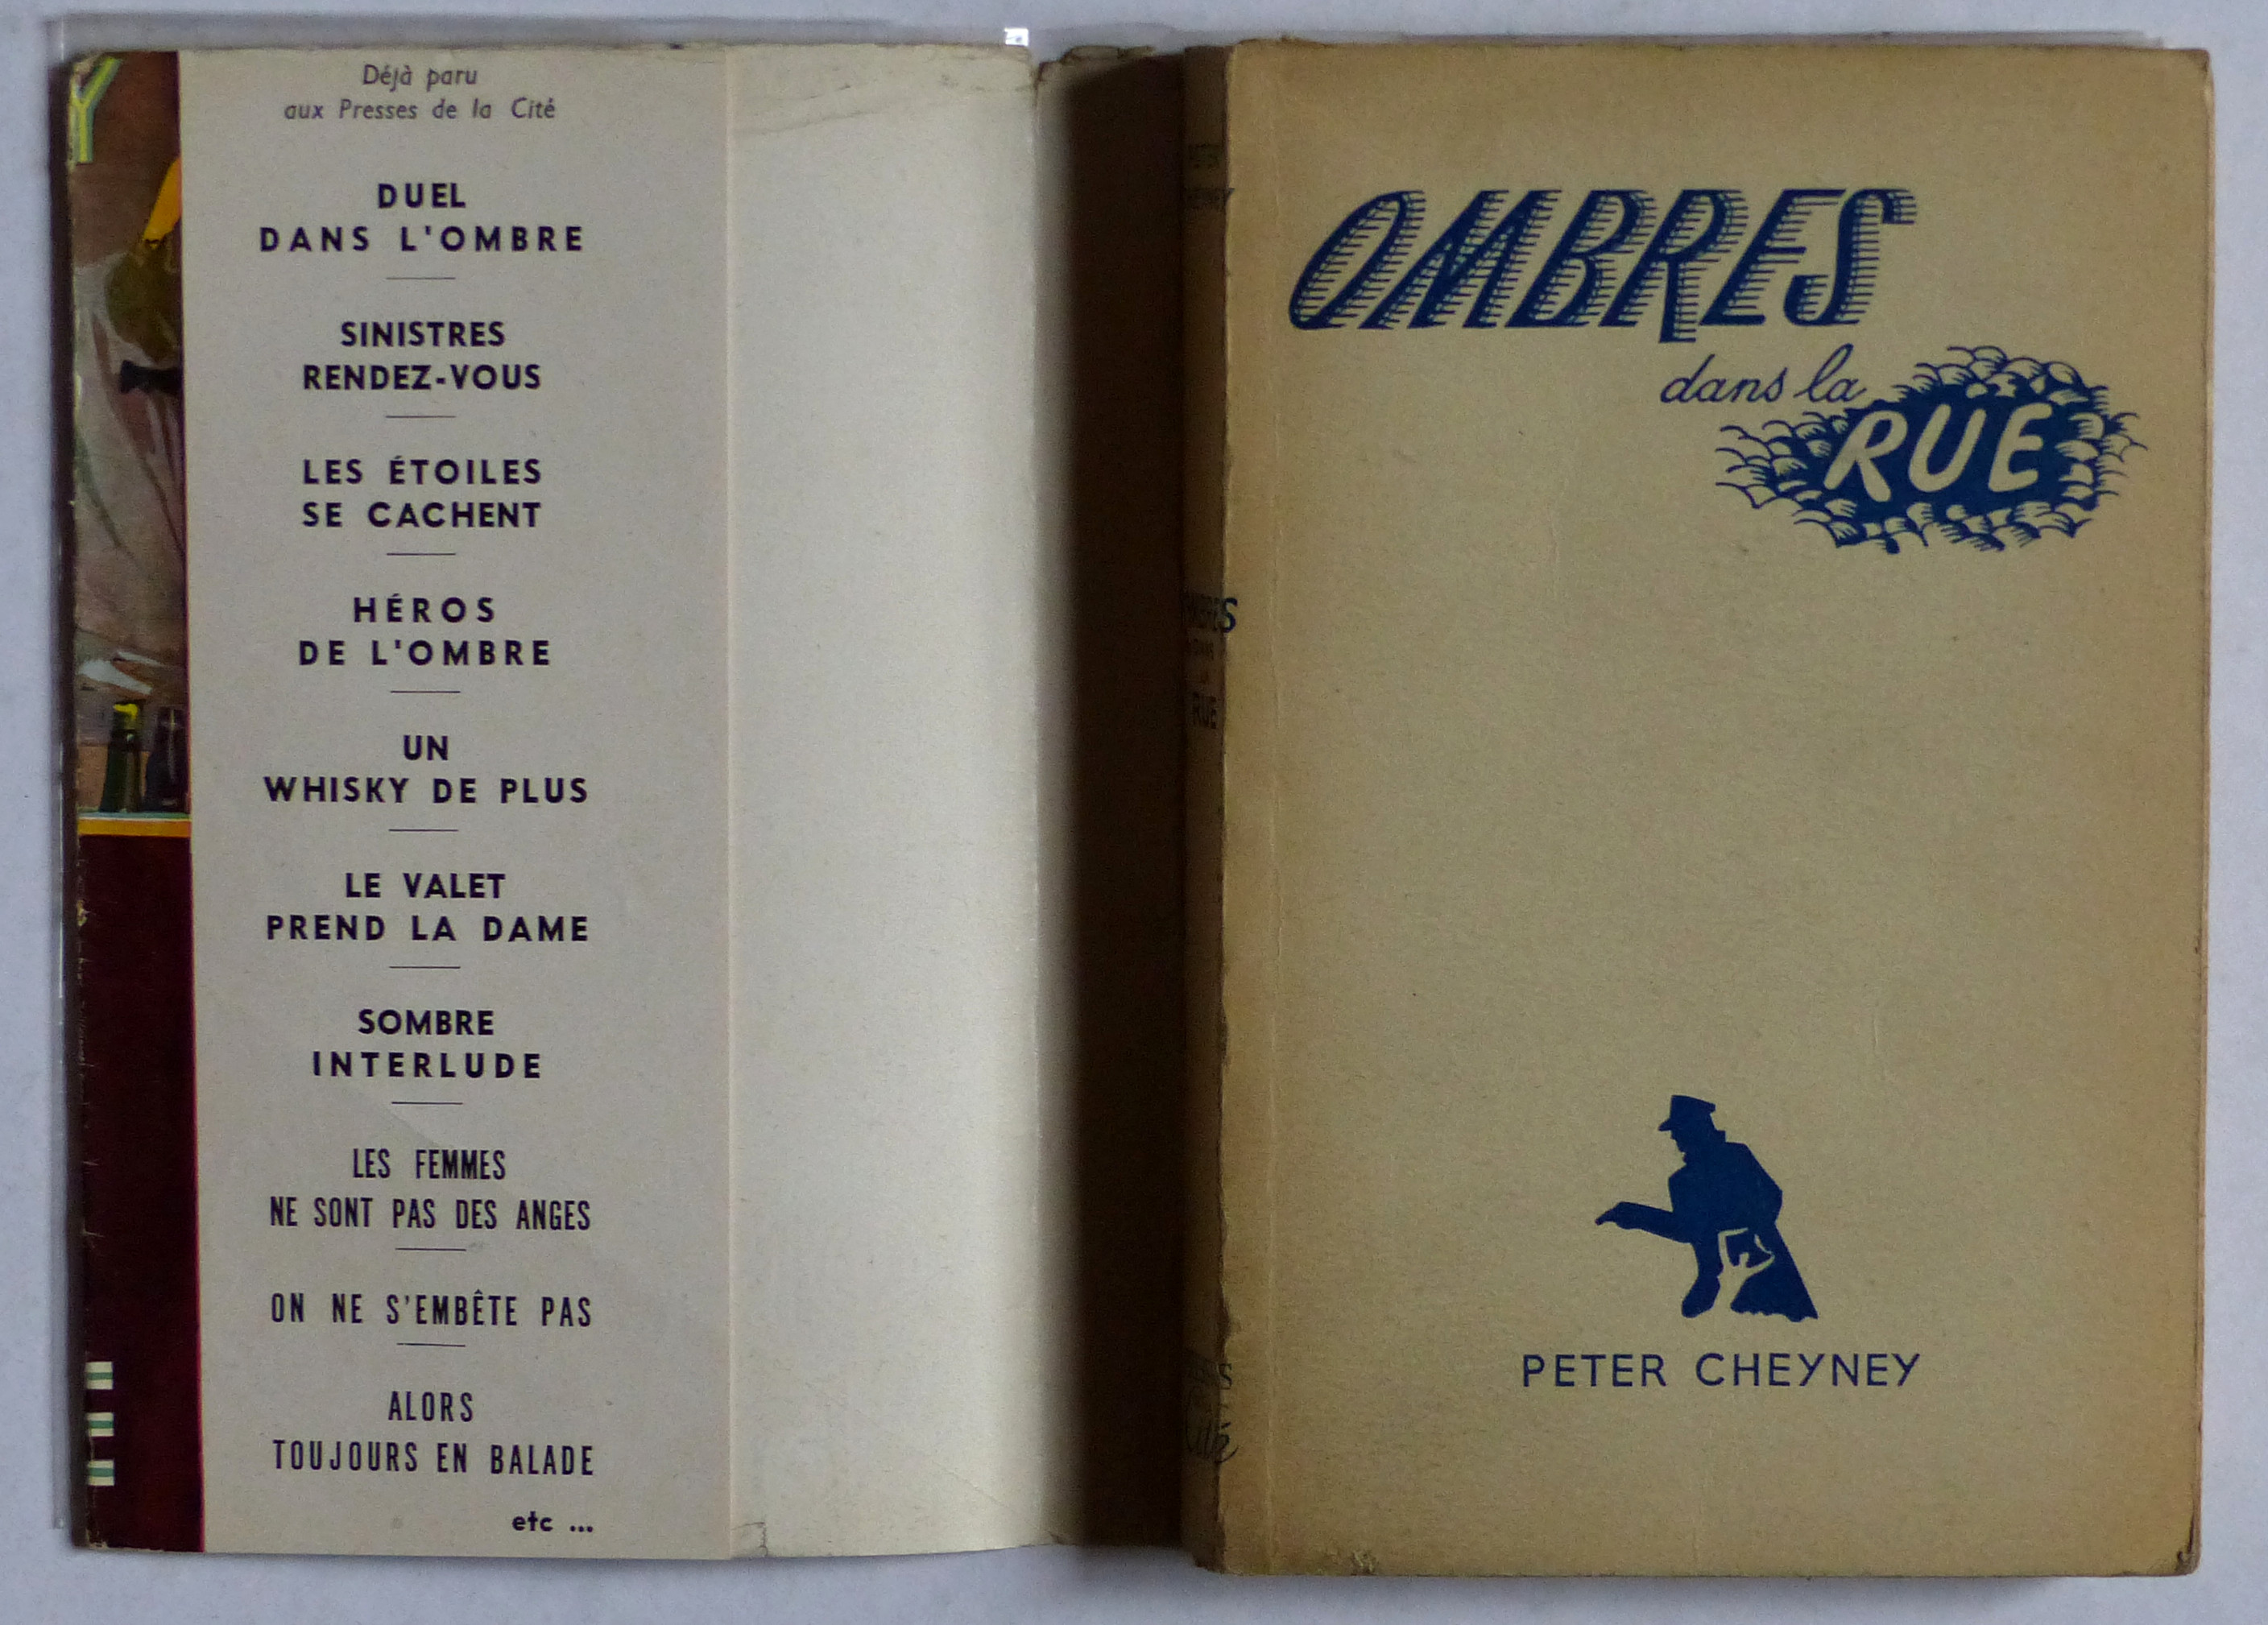 Déjà paru
aux Presses de la Cité
DUEL
DANS L'OMBRE
SINISTRES
RENDEZ-VOUS
LES ÉTOILES
SE CACHENT
HÉROS
DE L'OMBRE
UN
WHISKY DE PLUS
LE VALET
PREND LA DAME
SOMBRE
INTERLUDE
LES FEMMES
NE SONT PAS DES ANGES
ON NE S'EMBÊTE PAS
ALORS
TOUJOURS EN BALADE
etc ...
Y
OMBRES
RUE
OMBRES
dans la
RUE
PETER CHEYNEY